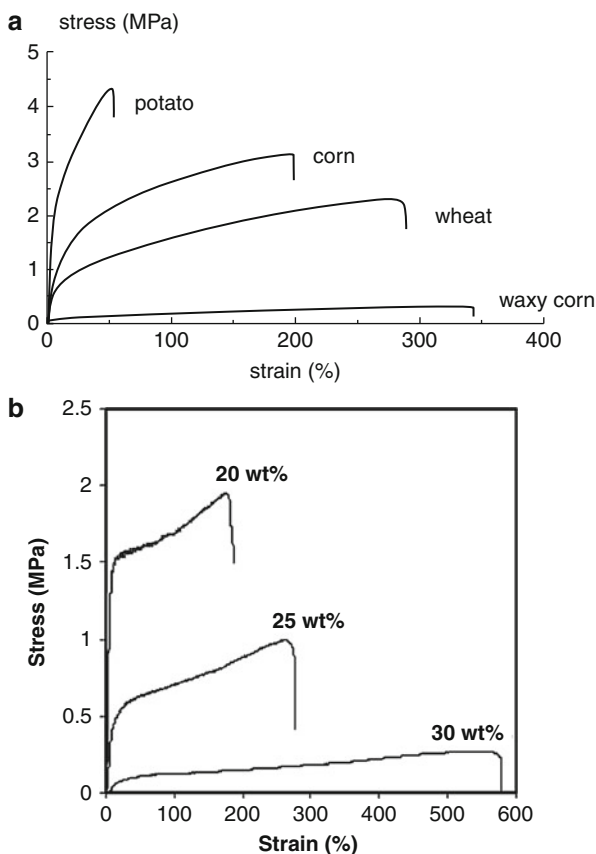 a stress (MPa)
5
4
3
2
1
0
potato
corn
wheat
waxy corn
0 100 200 300 400
strain (%)
b
2.5
2
1.5
1
0.5
0
Stress (MPa)
20 wt%
25 wt%
30 wt%
0 100 200 300 400 500 600
Strain (%)